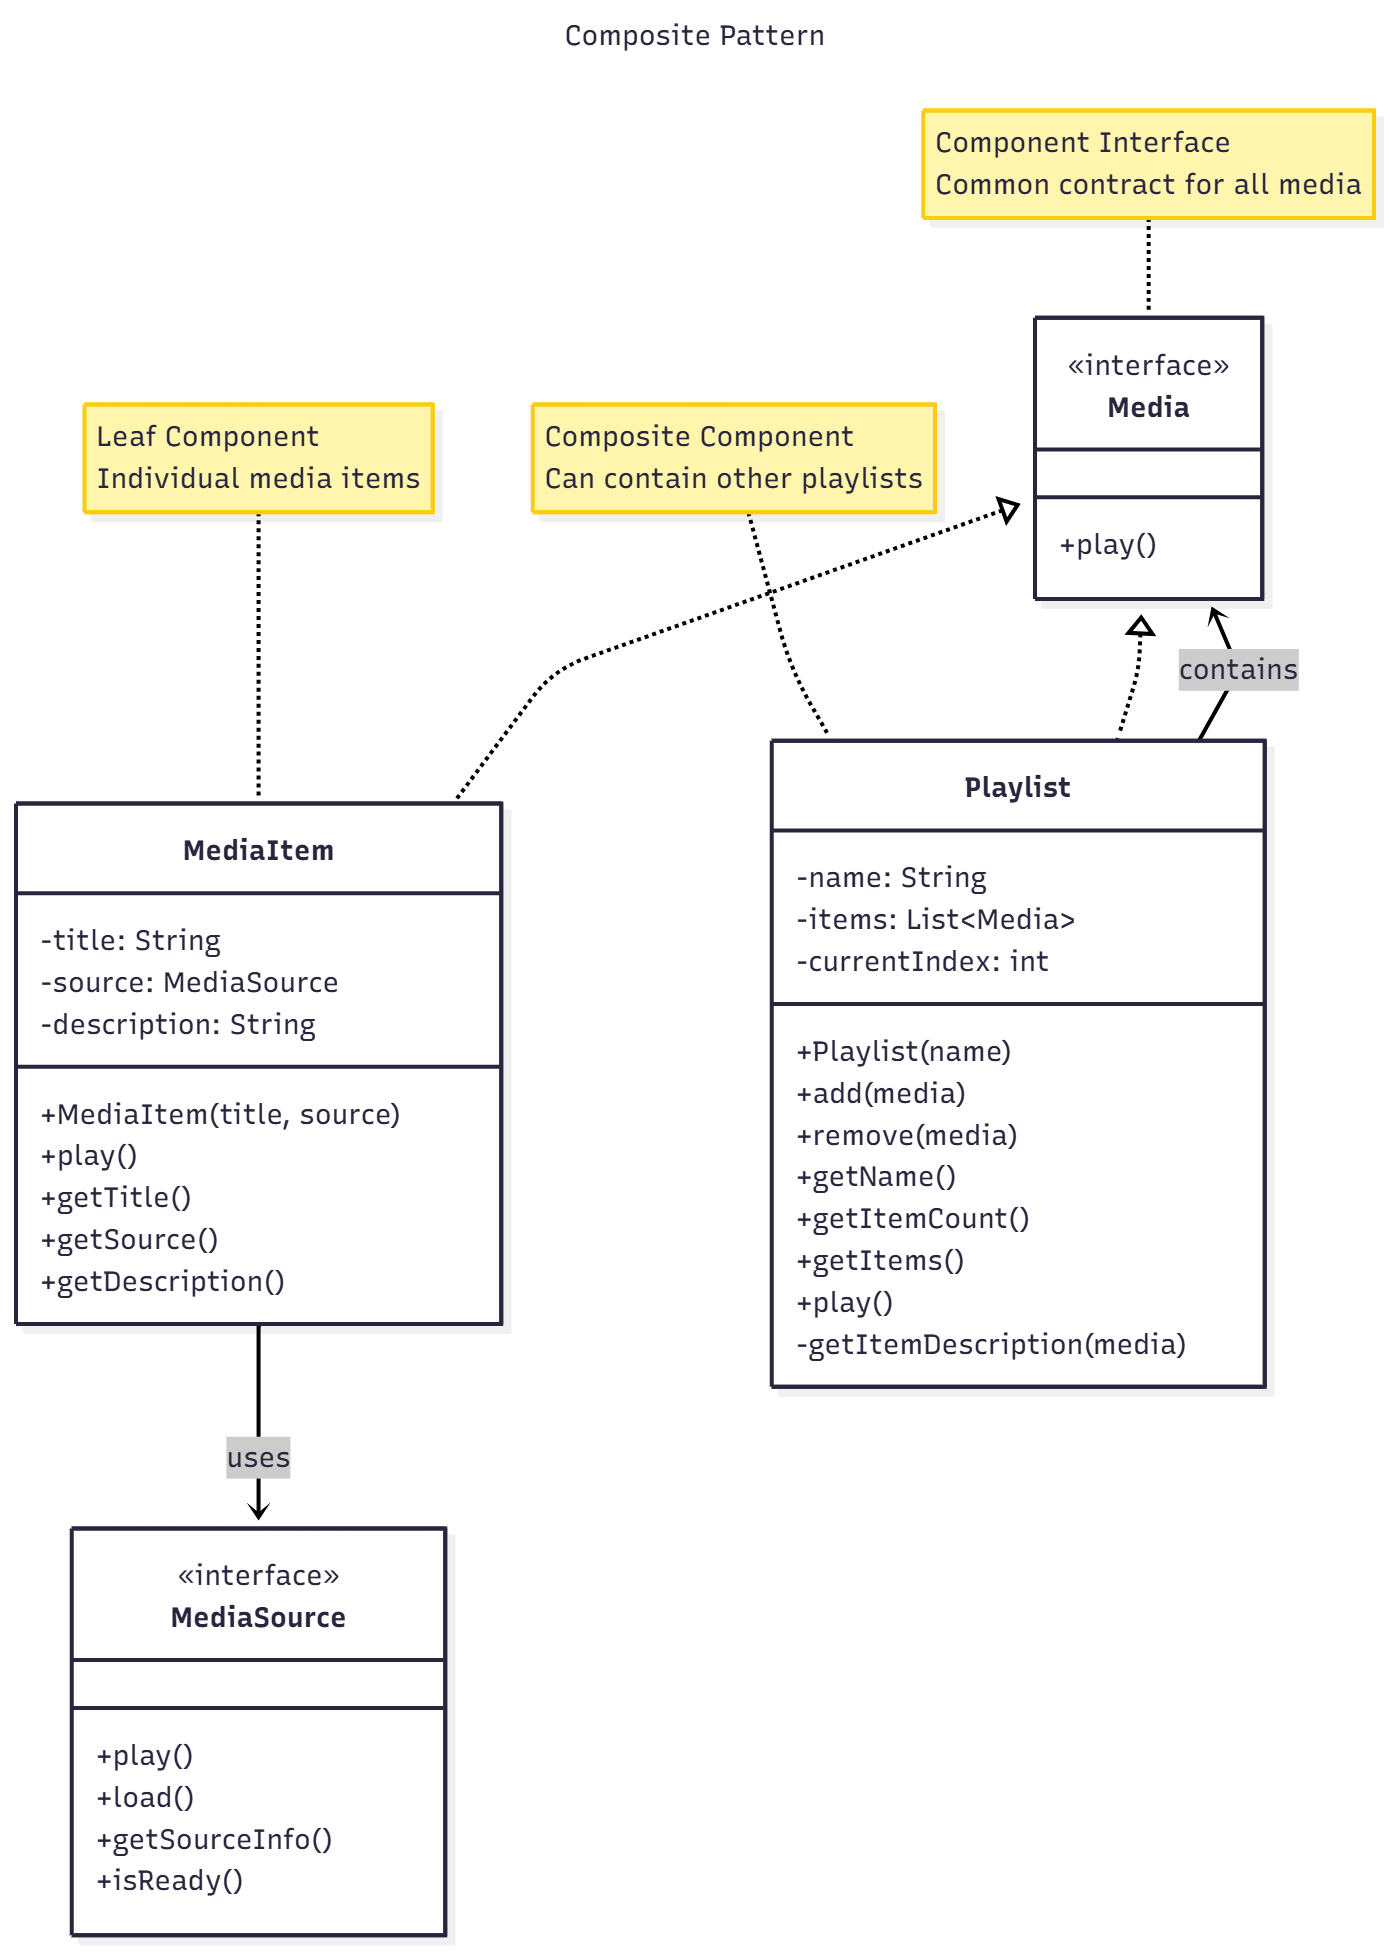 Composite Pattern
Component Interface
Common contract for all media
«interface»
Media
+play()
Leaf Component
Individual media items
Composite Component
Can contain other playlists
contains
MediaItem
-title: String
-source: MediaSource
-description: String
+MediaItem(title, source)
+play()
+getTitle()
+getSource()
+getDescription()
Playlist
-name: String
-items: List<Media>
-currentIndex: int
+Playlist(name)
+add(media)
+remove(media)
+getName()
+getItemCount()
+getItems()
+play()
-getItemDescription(media)
uses
«interface»
MediaSource
+play()
+load()
+getSourceInfo()
+isReady()